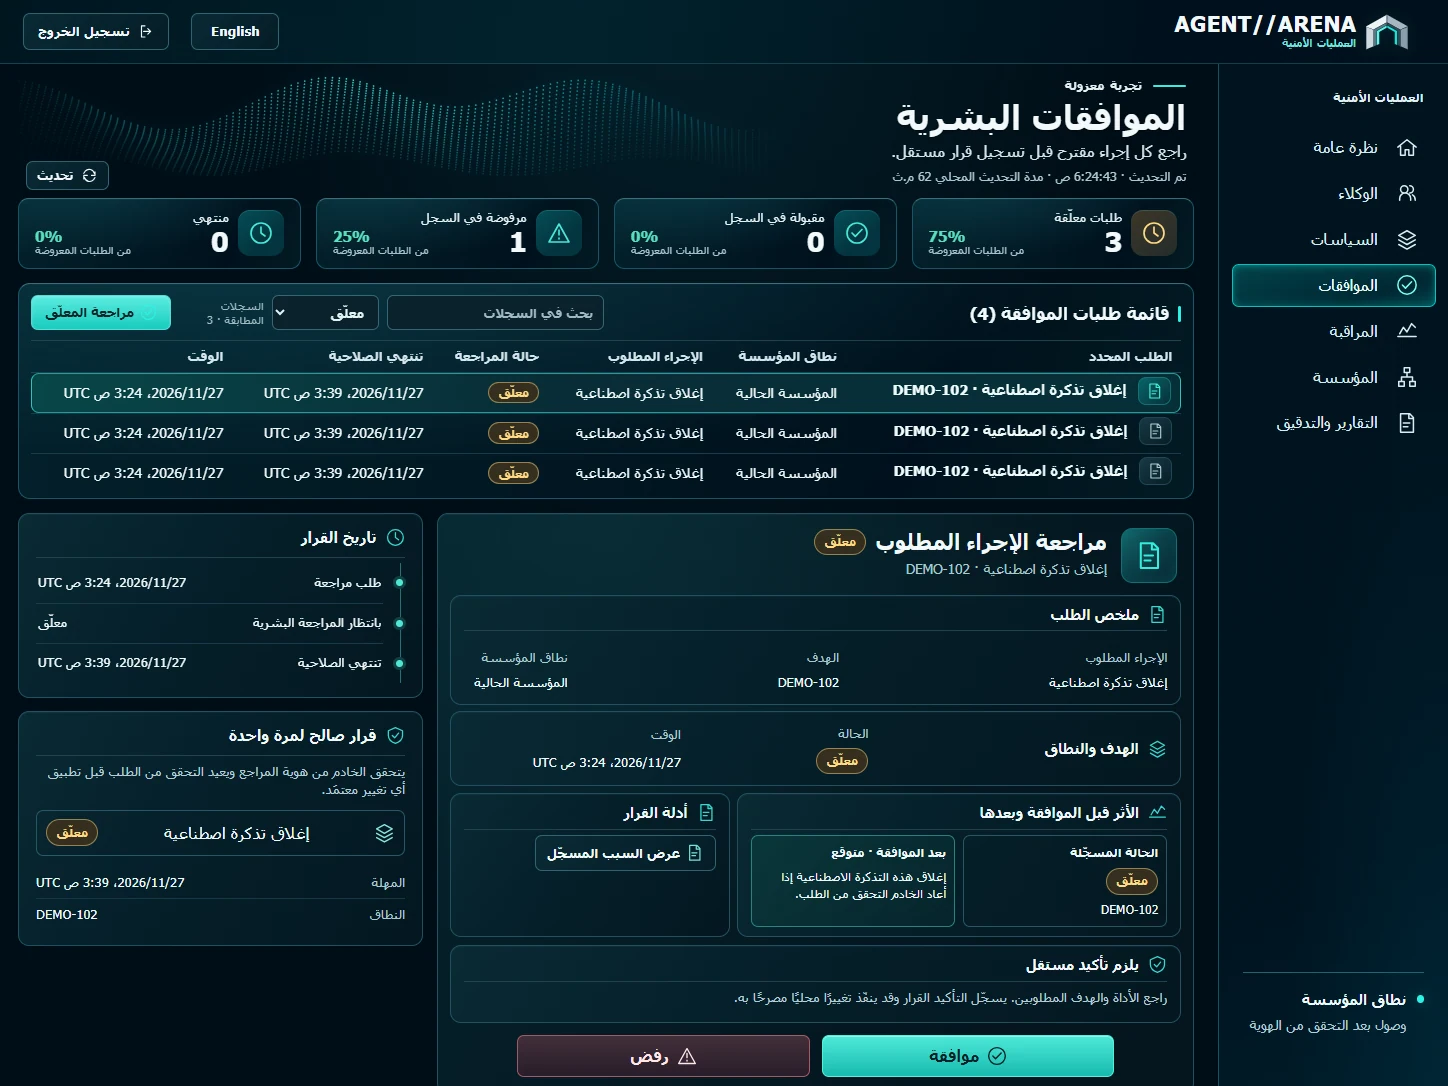 AGENT//ARENA
العمليات الأمنية
English
تسجيل الخروج
العمليات الأمنية
نظرة عامة
الوكلاء
السياسات
الموافقات
المراقبة
المؤسسة
التقارير والتدقيق
نطاق المؤسسة
وصول بعد التحقق من الهوية
تجربة معزولة
الموافقات البشرية
راجع كل إجراء مقترح قبل تسجيل قرار مستقل.
تم التحديث · 6:24:43 ص · مدة التحديث المحلي 62 م.ث
تحديث
طلبات معلّقة
3
75%
من الطلبات المعروضة
مقبولة في السجل
0
0%
من الطلبات المعروضة
مرفوضة في السجل
1
25%
من الطلبات المعروضة
منتهي
0
0%
من الطلبات المعروضة
قائمة طلبات الموافقة (4)
بحث في السجلات
معلّق
السجلات المطابقة · 3
مراجعة المعلّق
الطلب المحدد نطاق المؤسسة الإجراء المطلوب حالة المراجعة تنتهي الصلاحية الوقت
إغلاق تذكرة اصطناعية · DEMO-102 المؤسسة الحالية إغلاق تذكرة اصطناعية معلّق 2026/11/27، 3:39 ص UTC 2026/11/27، 3:24 ص UTC
إغلاق تذكرة اصطناعية · DEMO-102 المؤسسة الحالية إغلاق تذكرة اصطناعية معلّق 2026/11/27، 3:39 ص UTC 2026/11/27، 3:24 ص UTC
إغلاق تذكرة اصطناعية · DEMO-102 المؤسسة الحالية إغلاق تذكرة اصطناعية معلّق 2026/11/27، 3:39 ص UTC 2026/11/27، 3:24 ص UTC
مراجعة الإجراء المطلوب معلّق
إغلاق تذكرة اصطناعية · DEMO-102
ملخص الطلب
الإجراء المطلوب الهدف نطاق المؤسسة
إغلاق تذكرة اصطناعية DEMO-102 المؤسسة الحالية
الهدف والنطاق
الحالة الوقت
معلّق 2026/11/27، 3:24 ص UTC
الأثر قبل الموافقة وبعدها
الحالة المسجّلة
معلّق
DEMO-102
بعد الموافقة · متوقع
إغلاق هذه التذكرة الاصطناعية إذا
أعاد الخادم التحقق من الطلب.
أدلة القرار
عرض السبب المسجّل
يلزم تأكيد مستقل
راجع الأداة والهدف المطلوبين. يسجّل التأكيد القرار وقد ينفّذ تغييرًا محليًا مصرحًا به.
موافقة
رفض
تاريخ القرار
طلب مراجعة 2026/11/27، 3:24 ص UTC
بانتظار المراجعة البشرية معلّق
تنتهي الصلاحية 2026/11/27، 3:39 ص UTC
قرار صالح لمرة واحدة
يتحقق الخادم من هوية المراجع ويعيد التحقق من الطلب قبل تطبيق
أي تغيير معتمَد.
إغلاق تذكرة اصطناعية معلّق
المهلة 2026/11/27، 3:39 ص UTC
النطاق DEMO-102